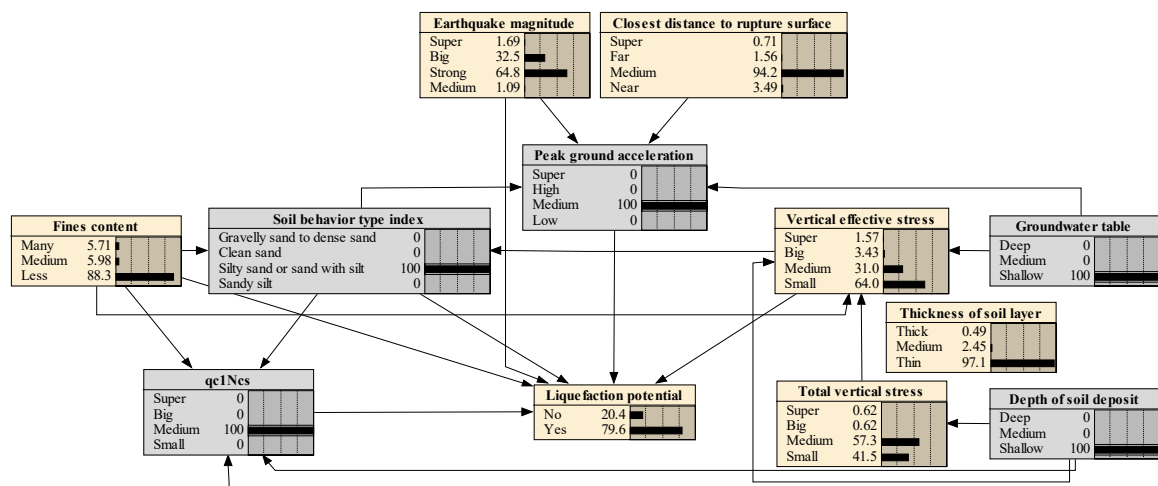 Earthquake magnitude
Super 1.69
Big 32.5
Strong 64.8
Medium 1.09
Closest distance to rupture surface
Super 0.71
Far 1.56
Medium 94.2
Near 3.49
Peak ground acceleration
Super 0
High 0
Medium 100
Low 0
Fines content
Many 5.71
Medium 5.98
Less 88.3
Soil behavior type index
Gravelly sand to dense sand 0
Clean sand 0
Silty sand or sand with silt 100
Sandy silt 0
Vertical effective stress
Super 1.57
Big 3.43
Medium 31.0
Small 64.0
Groundwater table
Deep 0
Medium 0
Shallow 100
Thickness of soil layer
Thick 0.49
Medium 2.45
Thin 97.1
qc1Ncs
Super 0
Big 0
Medium 100
Small 0
Liquefaction potential
No 20.4
Yes 79.6
Total vertical stress
Super 0.62
Big 0.62
Medium 57.3
Small 41.5
Depth of soil deposit
Deep 0
Medium 0
Shallow 100